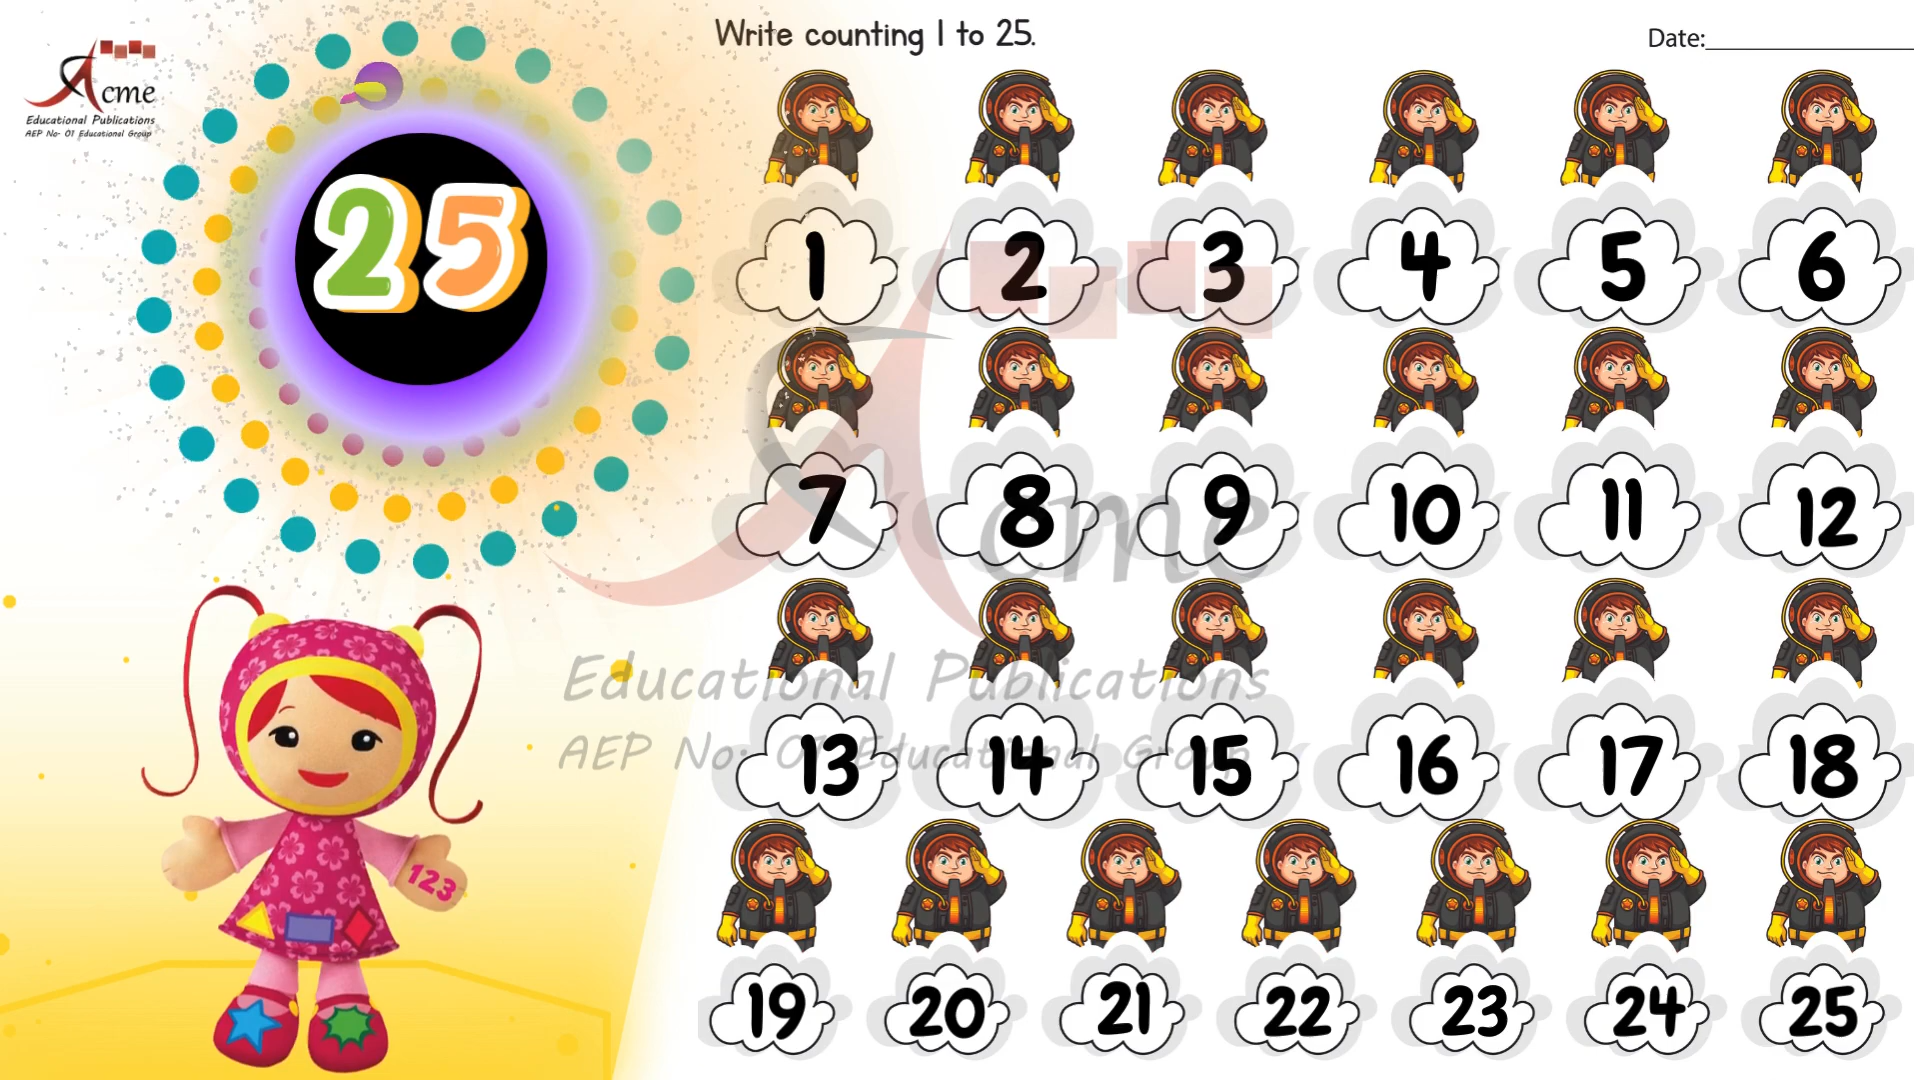 Acme
Educational Publications
AEP No- 01 Educational Group
25
123
Write counting 1 to 25.
Date:
1 2 3 4 5 6
7 8 9 10 11 12
13 14 15 16 17 18
19 20 21 22 23 24 25
Acme
Educational Publications
AEP No- 01 Educational Group